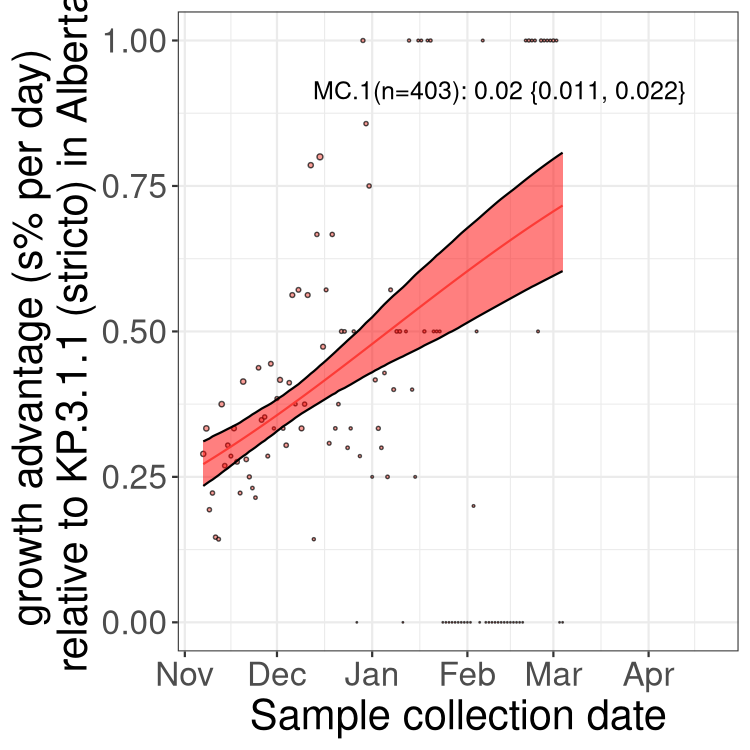 growth advantage (s% per day)
relative to KP.3.1.1 (stricto) in Alberta
1.00
0.75
0.50
0.25
0.00
MC.1(n=403): 0.02 {0.011, 0.022}
Nov Dec Jan Feb Mar Apr
Sample collection date